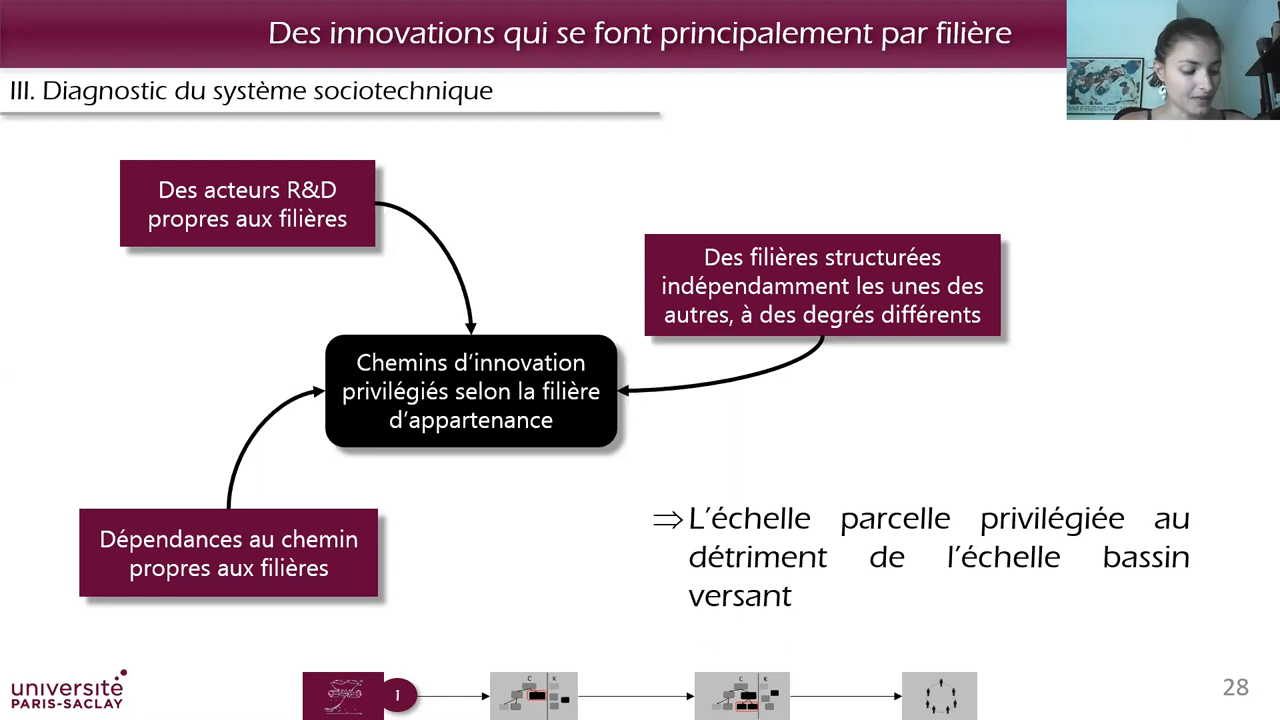 Des innovations qui se font principalement par filière
III. Diagnostic du système sociotechnique
Des acteurs R&D
propres aux filières
Des filières structurées
indépendamment les unes des
autres, à des degrés différents
Chemins d’innovation
privilégiés selon la filière
d’appartenance
Dépendances au chemin
propres aux filières
⇒ L’échelle parcelle privilégiée au
détriment de l’échelle bassin
versant
université
PARIS-SACLAY
1
C K
C K
28